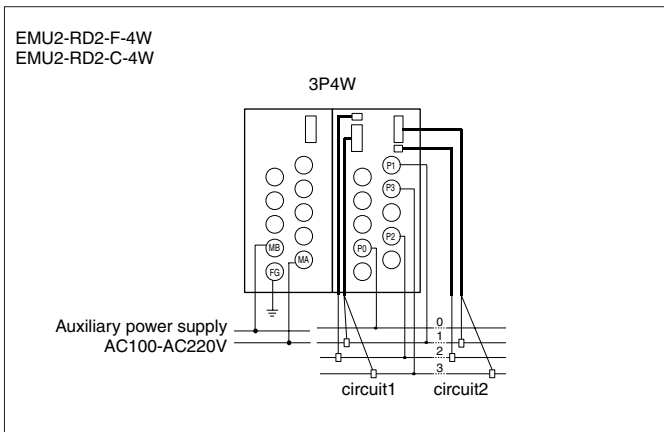 EMU2-RD2-F-4W
EMU2-RD2-C-4W
3P4W
P1
P3
P2
P0
MB
MA
FG
Auxiliary power supply
AC100-AC220V
0
1
2
3
circuit1
circuit2